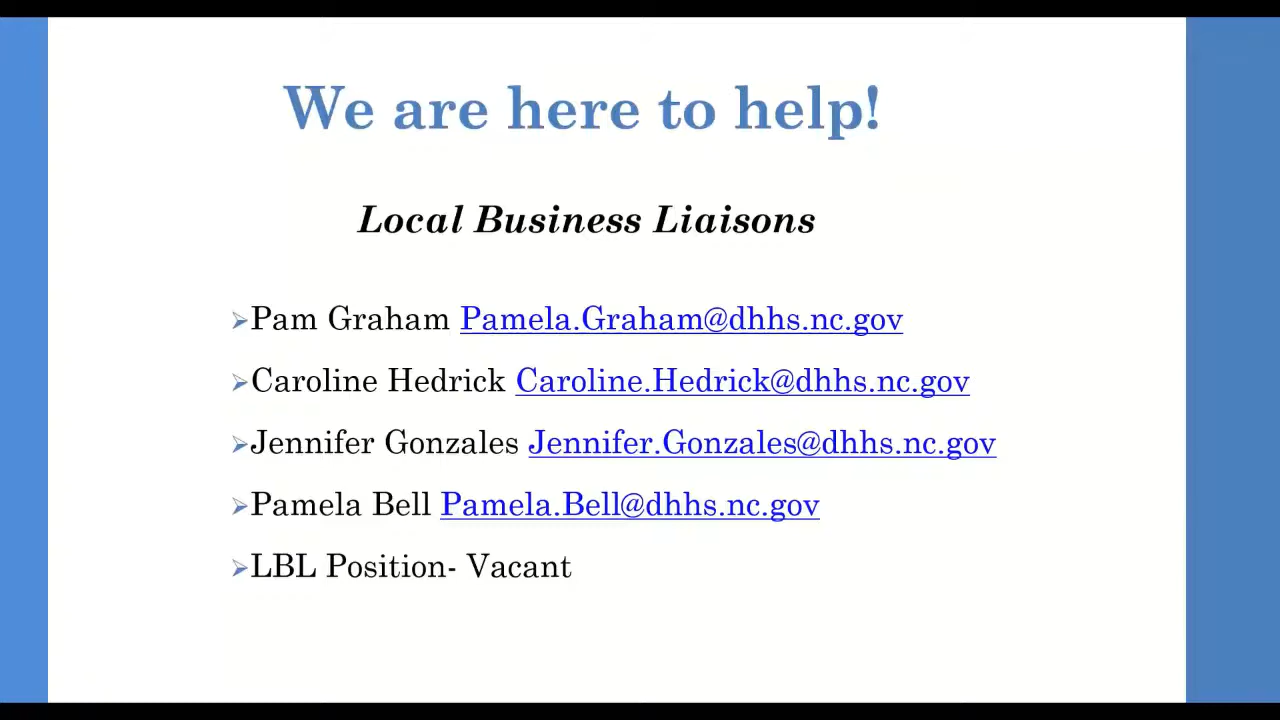 We are here to help!
Local Business Liaisons
Pam Graham Pamela.Graham@dhhs.nc.gov
Caroline Hedrick Caroline.Hedrick@dhhs.nc.gov
Jennifer Gonzales Jennifer.Gonzales@dhhs.nc.gov
Pamela Bell Pamela.Bell@dhhs.nc.gov
LBL Position- Vacant